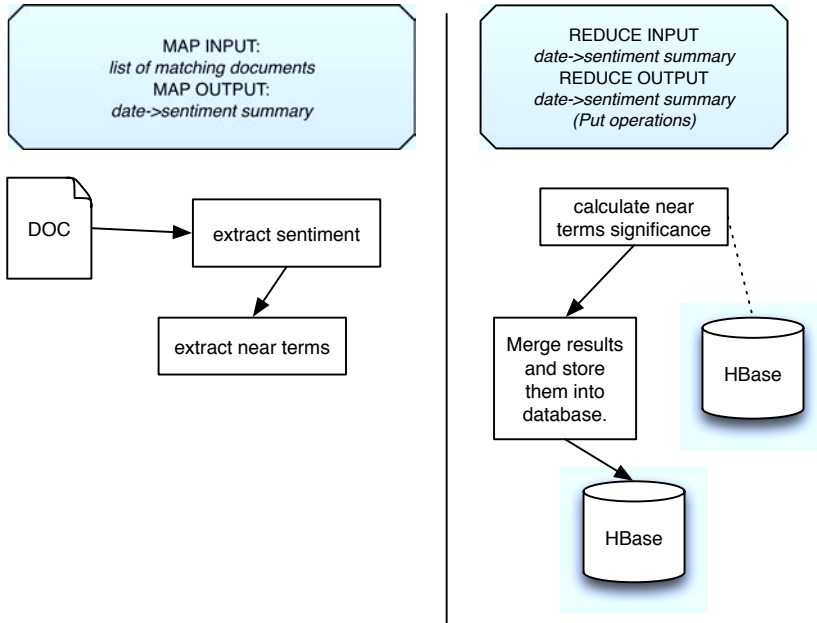 MAP INPUT:
list of matching documents
MAP OUTPUT:
date->sentiment summary
DOC
extract sentiment
extract near terms
REDUCE INPUT
date->sentiment summary
REDUCE OUTPUT
date->sentiment summary
(Put operations)
calculate near
terms significance
Merge results
and store
them into
database.
HBase
HBase